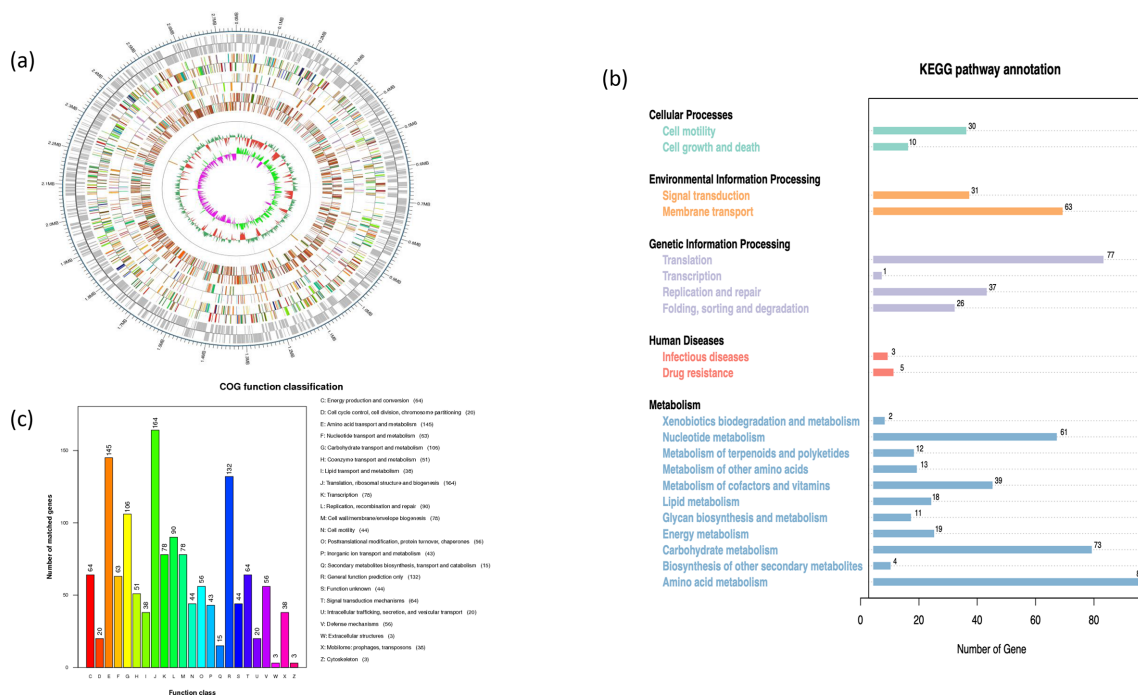 (a)
(b)
KEGG pathway annotation
Cellular Processes
Cell motility 30
Cell growth and death 10
Environmental Information Processing
Signal transduction 31
Membrane transport 63
Genetic Information Processing
Translation 77
Transcription 1
Replication and repair 37
Folding, sorting and degradation 26
Human Diseases
Infectious diseases 3
Drug resistance 5
Metabolism
Xenobiotics biodegradation and metabolism 2
Nucleotide metabolism 61
Metabolism of terpenoids and polyketides 12
Metabolism of other amino acids 13
Metabolism of cofactors and vitamins 39
Lipid metabolism 18
Glycan biosynthesis and metabolism 11
Energy metabolism 19
Carbohydrate metabolism 73
Biosynthesis of other secondary metabolites 4
Amino acid metabolism
0 20 40 60 80
Number of Gene
(c)
COG function classification
Number of matched genes
150
100
50
0
64 20 145 63 106 51 38 164 78 90 78 44 56 43 15 132 44 64 20 56 3 38 3
C D E F G H I J K L M N O P Q R S T U V W X Z
Function class
C: Energy production and conversion (64)
D: Cell cycle control, cell division, chromosome partitioning (20)
E: Amino acid transport and metabolism (145)
F: Nucleotide transport and metabolism (63)
G: Carbohydrate transport and metabolism (106)
H: Coenzyme transport and metabolism (51)
I: Lipid transport and metabolism (38)
J: Translation, ribosomal structure and biogenesis (164)
K: Transcription (78)
L: Replication, recombination and repair (90)
M: Cell wall/membrane/envelope biogenesis (78)
N: Cell motility (44)
O: Posttranslational modification, protein turnover, chaperones (56)
P: Inorganic ion transport and metabolism (43)
Q: Secondary metabolites biosynthesis, transport and catabolism (15)
R: General function prediction only (132)
S: Function unknown (44)
T: Signal transduction mechanisms (64)
U: Intracellular trafficking, secretion, and vesicular transport (20)
V: Defense mechanisms (56)
W: Extracellular structures (3)
X: Mobilome: prophages, transposons (38)
Z: Cytoskeleton (3)